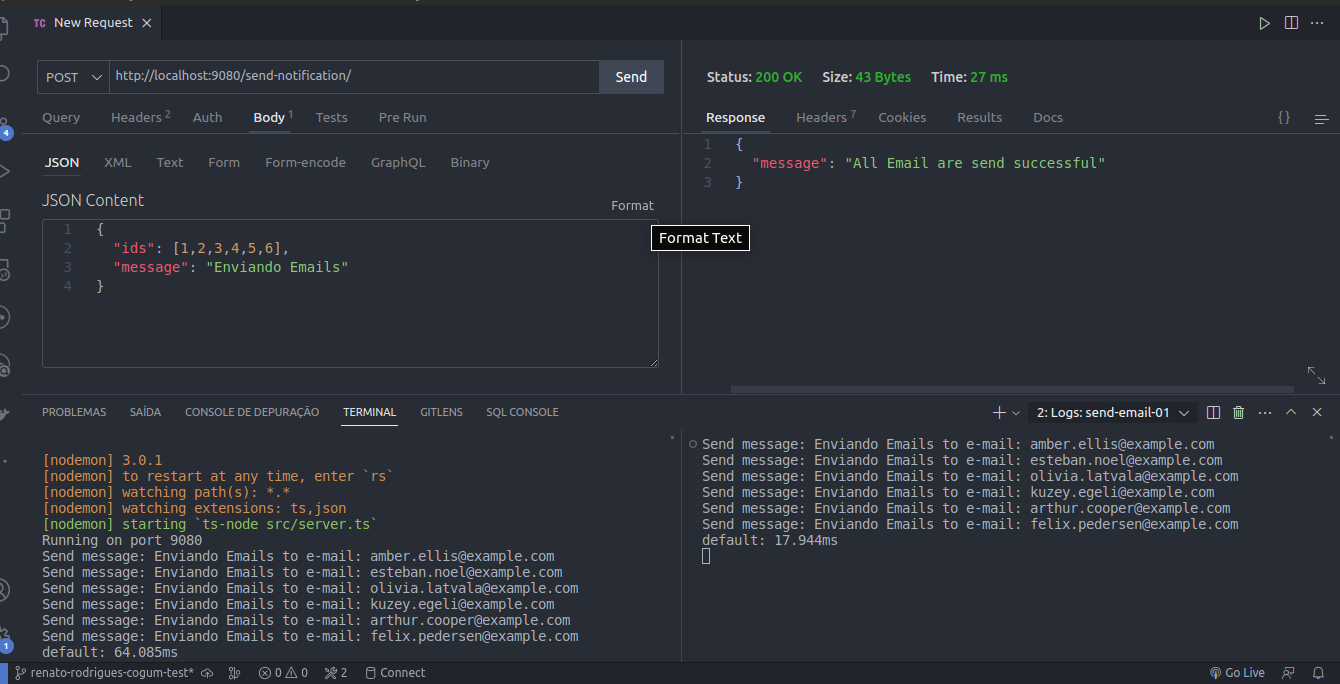 TC New Request
POST http://localhost:9080/send-notification/ Send
Query Headers 2 Auth Body 1 Tests Pre Run
JSON XML Text Form Form-encode GraphQL Binary
JSON Content
Format
1 {
2 "ids": [1,2,3,4,5,6],
3 "message": "Enviando Emails"
4 }
Format Text
Status: 200 OK Size: 43 Bytes Time: 27 ms
Response Headers 7 Cookies Results Docs {}
1 {
2 "message": "All Email are send successful"
3 }
4
1
PROBLEMAS SAÍDA CONSOLE DE DEPURAÇÃO TERMINAL GITLENS SQL CONSOLE
2: Logs: send-email-01
[nodemon] 3.0.1
[nodemon] to restart at any time, enter `rs`
[nodemon] watching path(s): *.*
[nodemon] watching extensions: ts,json
[nodemon] starting `ts-node src/server.ts`
Running on port 9080
Send message: Enviando Emails to e-mail: amber.ellis@example.com
Send message: Enviando Emails to e-mail: esteban.noel@example.com
Send message: Enviando Emails to e-mail: olivia.latvala@example.com
Send message: Enviando Emails to e-mail: kuzey.egeli@example.com
Send message: Enviando Emails to e-mail: arthur.cooper@example.com
Send message: Enviando Emails to e-mail: felix.pedersen@example.com
default: 64.085ms
Send message: Enviando Emails to e-mail: amber.ellis@example.com
Send message: Enviando Emails to e-mail: esteban.noel@example.com
Send message: Enviando Emails to e-mail: olivia.latvala@example.com
Send message: Enviando Emails to e-mail: kuzey.egeli@example.com
Send message: Enviando Emails to e-mail: arthur.cooper@example.com
Send message: Enviando Emails to e-mail: felix.pedersen@example.com
default: 17.944ms
renato-rodrigues-cogum-test* 0 0 2 Connect Go Live